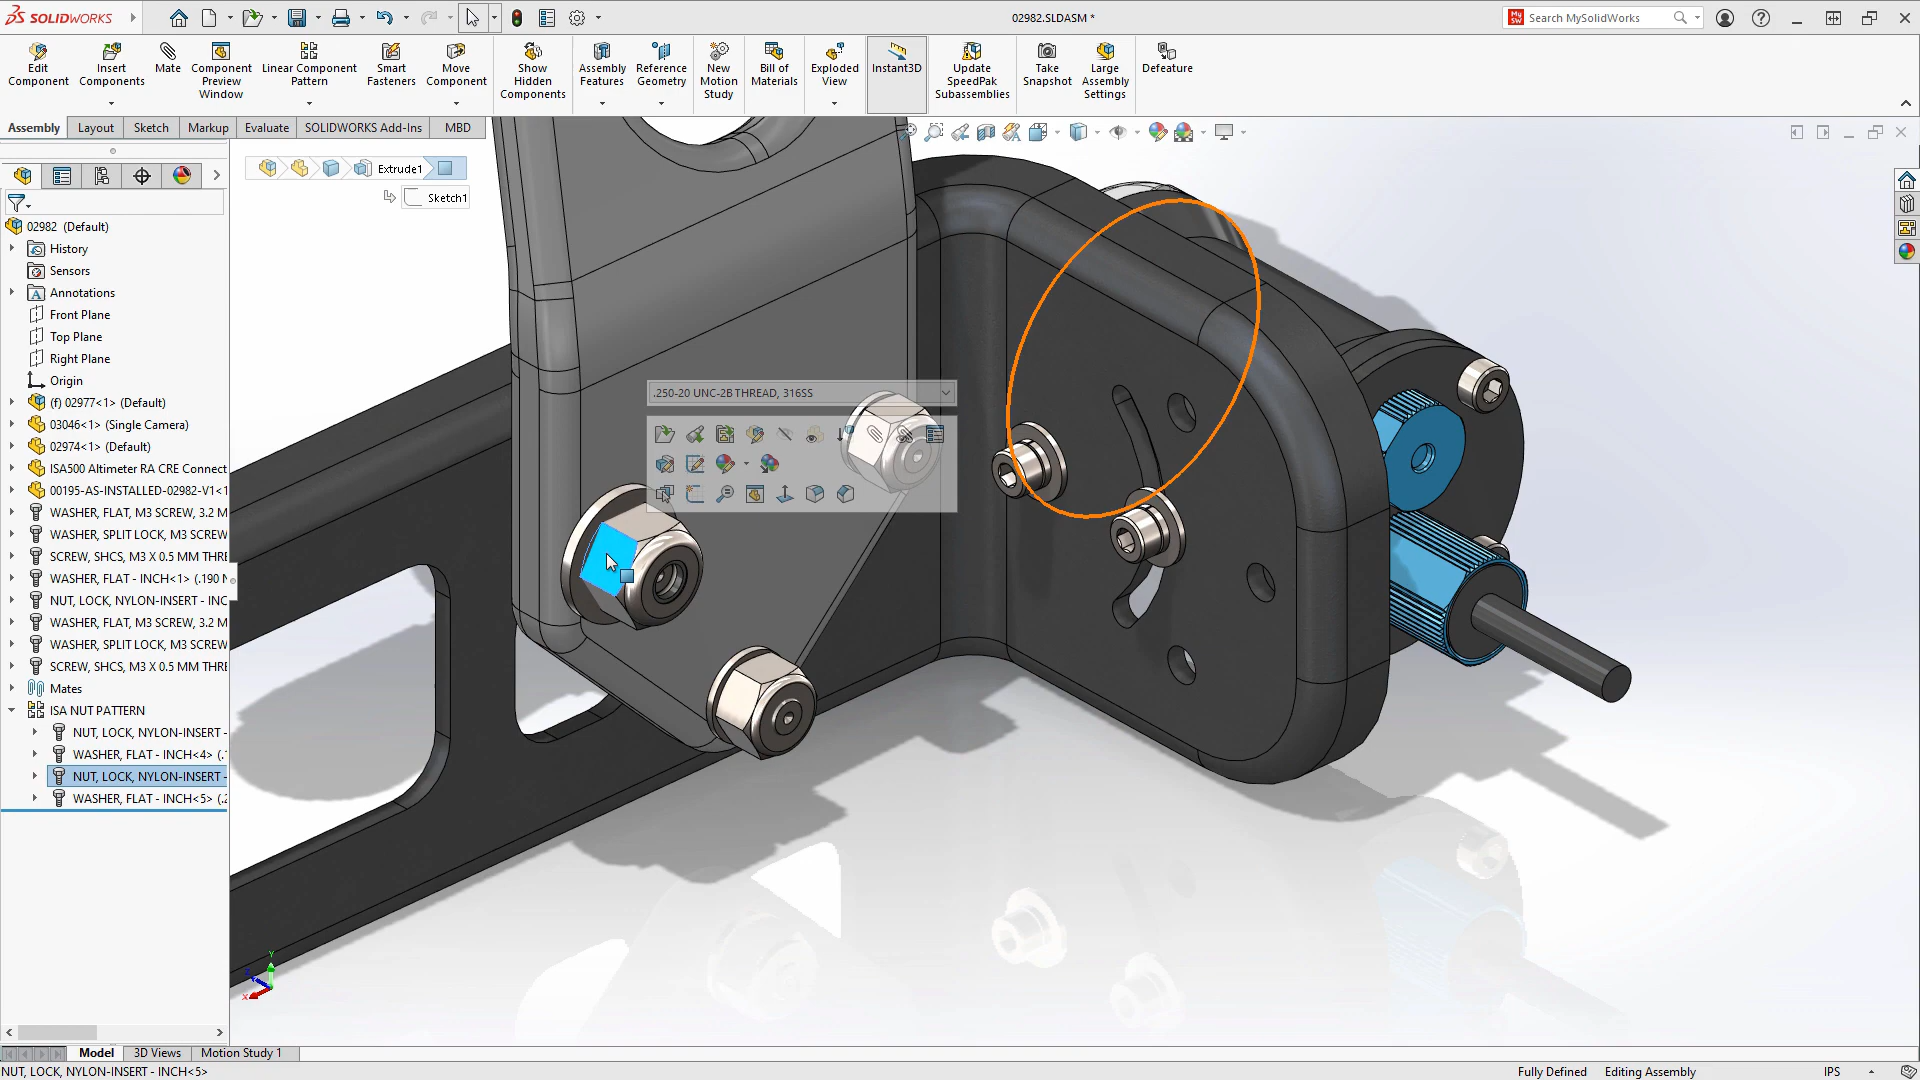 SOLIDWORKS
02982.SLDASM *
Search MySolidWorks
Edit Component
Insert Components
Mate
Component Preview Window
Linear Component Pattern
Smart Fasteners
Move Component
Show Hidden Components
Assembly Features
Reference Geometry
New Motion Study
Bill of Materials
Exploded View
Instant3D
Update SpeedPak Subassemblies
Take Snapshot
Large Assembly Settings
Defeature
Assembly
Layout
Sketch
Markup
Evaluate
SOLIDWORKS Add-Ins
MBD
Extrude1
Sketch1
02982 (Default)
History
Sensors
Annotations
Front Plane
Top Plane
Right Plane
Origin
(f) 02977<1> (Default)
03046<1> (Single Camera)
02974<1> (Default)
ISA500 Altimeter RA CRE Connect
00195-AS-INSTALLED-02982-V1<1
WASHER, FLAT, M3 SCREW, 3.2 M
WASHER, SPLIT LOCK, M3 SCREW
SCREW, SHCS, M3 X 0.5 MM THRE
WASHER, FLAT - INCH<1> (.190 N
NUT, LOCK, NYLON-INSERT - INC
WASHER, FLAT, M3 SCREW, 3.2 M
WASHER, SPLIT LOCK, M3 SCREW
SCREW, SHCS, M3 X 0.5 MM THRE
Mates
ISA NUT PATTERN
NUT, LOCK, NYLON-INSERT -
WASHER, FLAT - INCH<4> (.
NUT, LOCK, NYLON-INSERT -
WASHER, FLAT - INCH<5> (.2
.250-20 UNC-2B THREAD, 316SS
Y
Z
X
Model
3D Views
Motion Study 1
NUT, LOCK, NYLON-INSERT - INCH<5>
Fully Defined
Editing Assembly
IPS